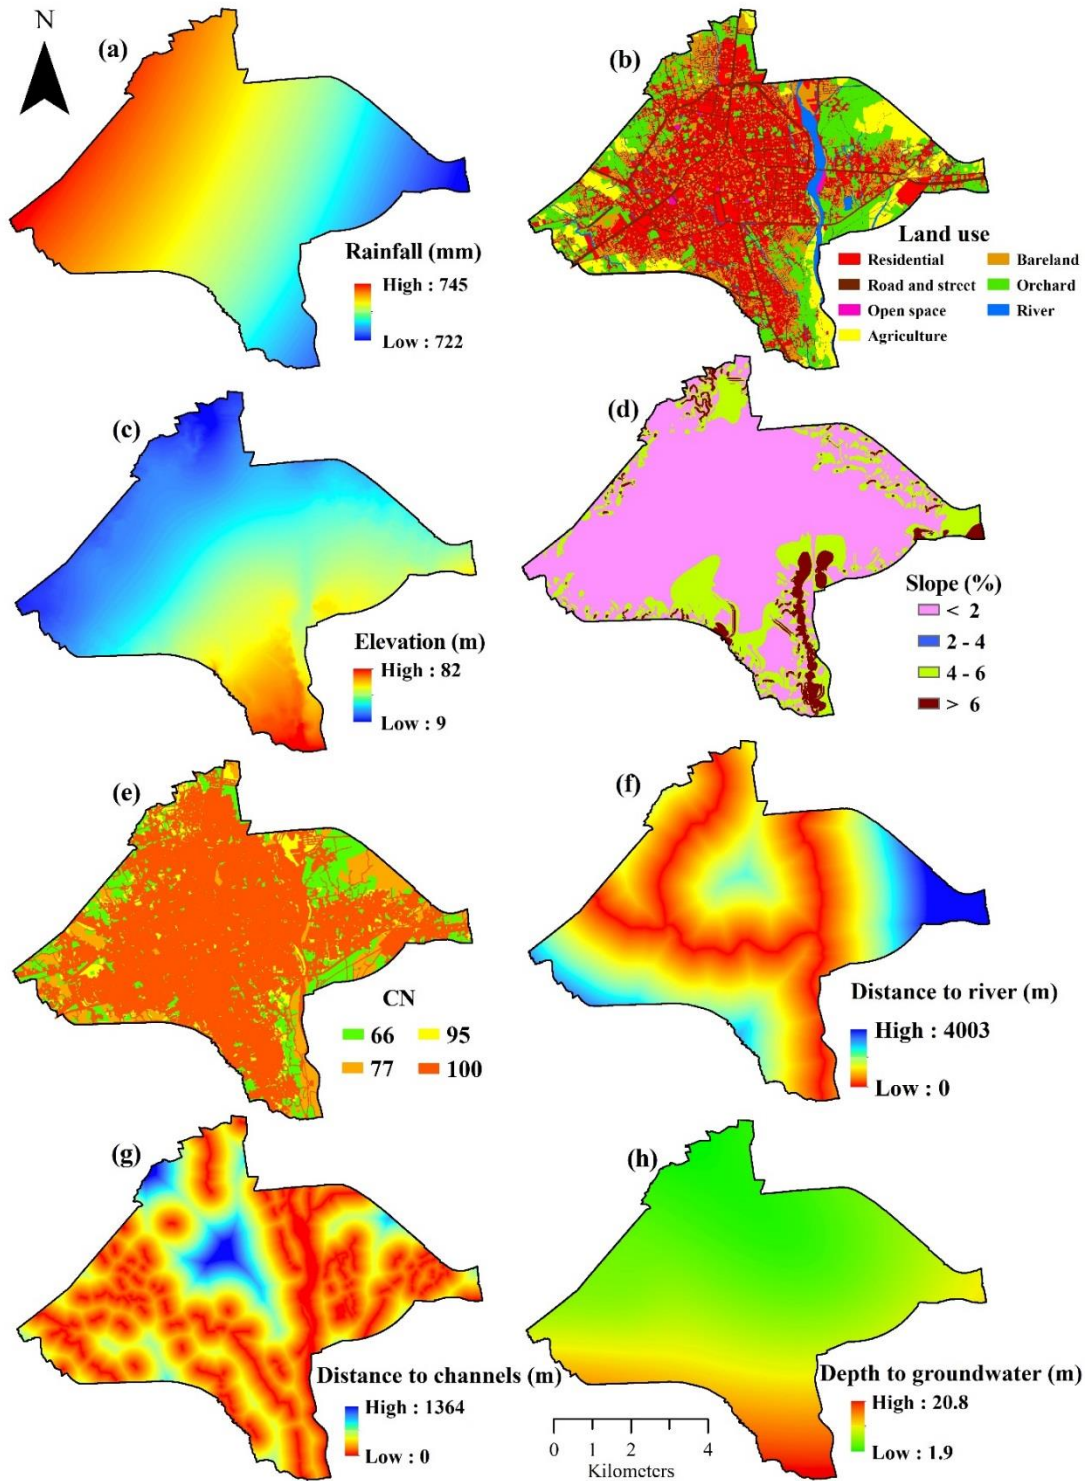 N
(a)
Rainfall (mm)
High : 745
Low : 722
(b)
Land use
Residential
Bareland
Road and street
Orchard
Open space
River
Agriculture
(c)
Elevation (m)
High : 82
Low : 9
(d)
Slope (%)
< 2
2 - 4
4 - 6
> 6
(e)
CN
66
95
77
100
(f)
Distance to river (m)
High : 4003
Low : 0
(g)
Distance to channels (m)
High : 1364
Low : 0
(h)
Depth to groundwater (m)
High : 20.8
Low : 1.9
0 1 2 4
Kilometers